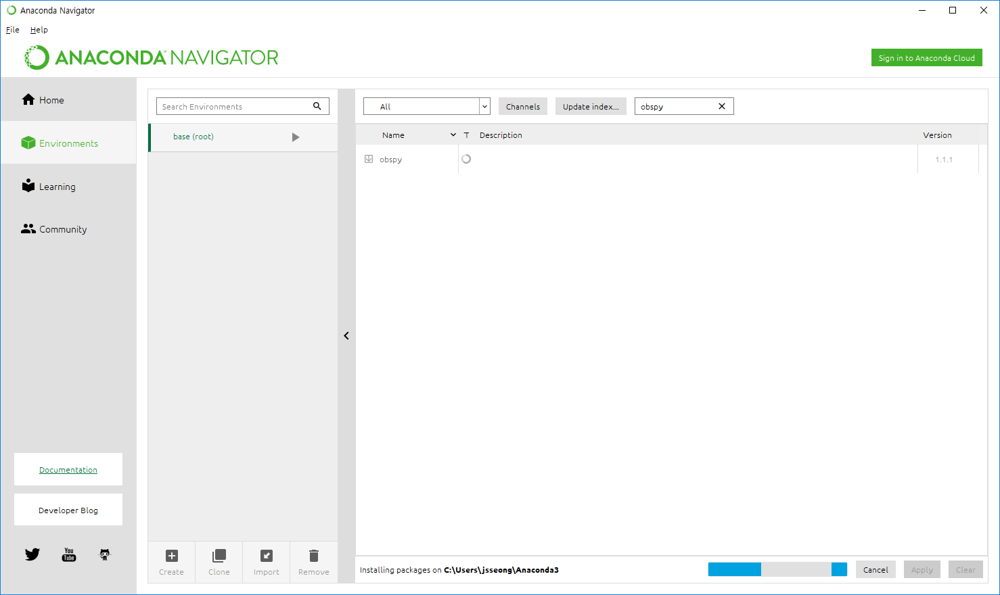 Anaconda Navigator
File Help
ANACONDA NAVIGATOR
Sign in to Anaconda Cloud
Home
Environments
Learning
Community
Documentation
Developer Blog
You
Tube
Search Environments
base (root)
Create Clone Import Remove
All Channels Update index... obspy
Name T Description Version
obspy 1.1.1
Installing packages on C:\Users\jsseong\Anaconda3 Cancel Apply Clear